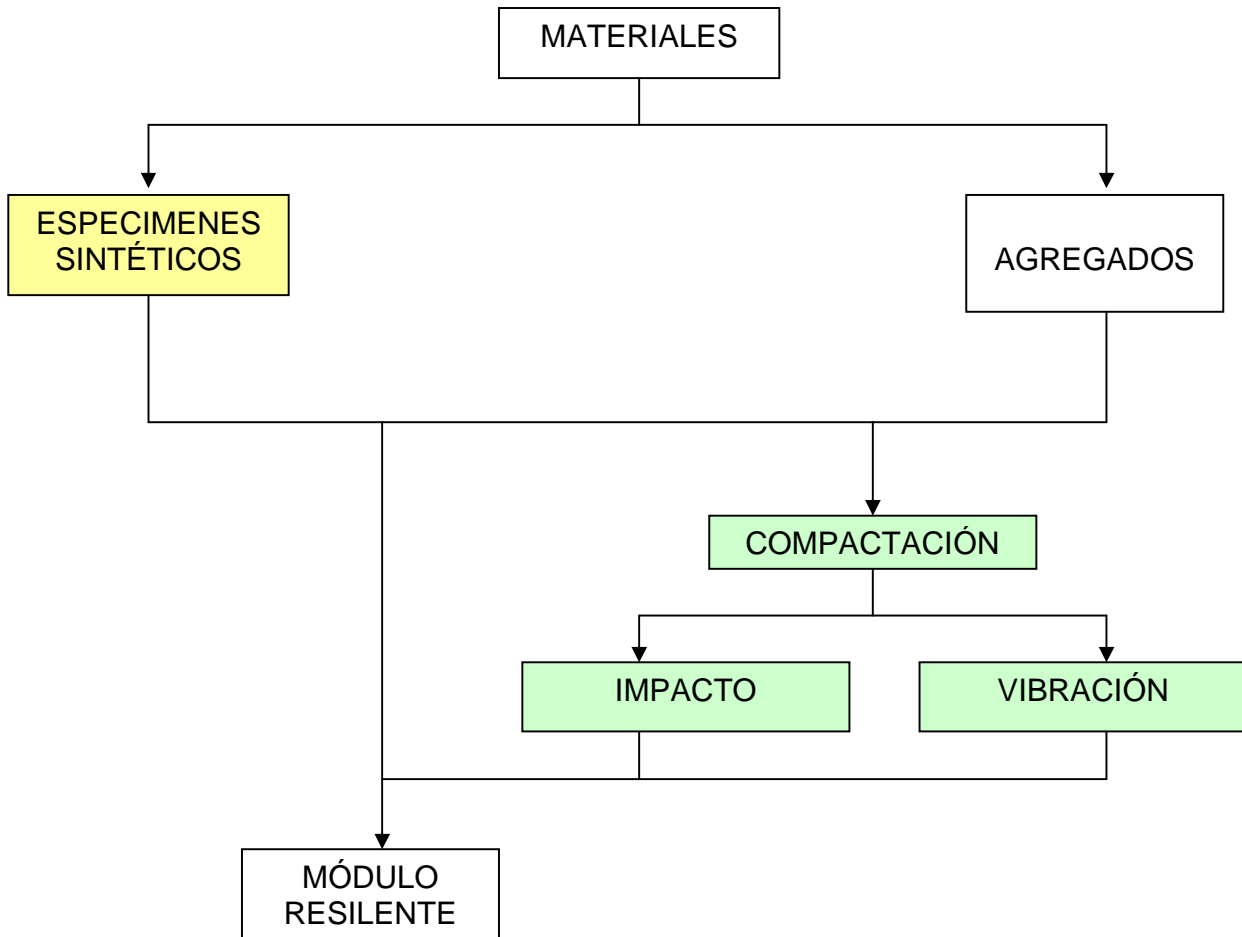 MATERIALES
ESPECIMENES
SINTÉTICOS
AGREGADOS
COMPACTACIÓN
IMPACTO
VIBRACIÓN
MÓDULO
RESILENTE